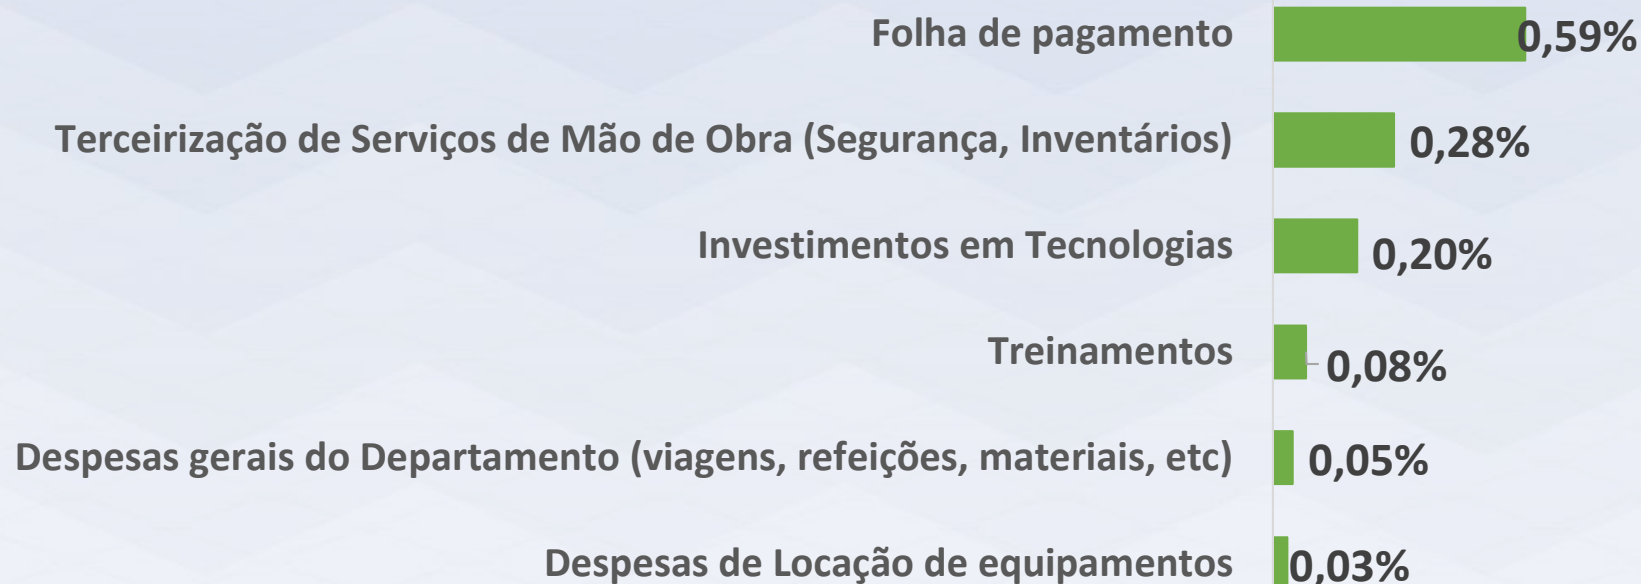 Folha de pagamento 0,59%
Terceirização de Serviços de Mão de Obra (Segurança, Inventários) 0,28%
Investimentos em Tecnologias 0,20%
Treinamentos 0,08%
Despesas gerais do Departamento (viagens, refeições, materiais, etc) 0,05%
Despesas de Locação de equipamentos 0,03%